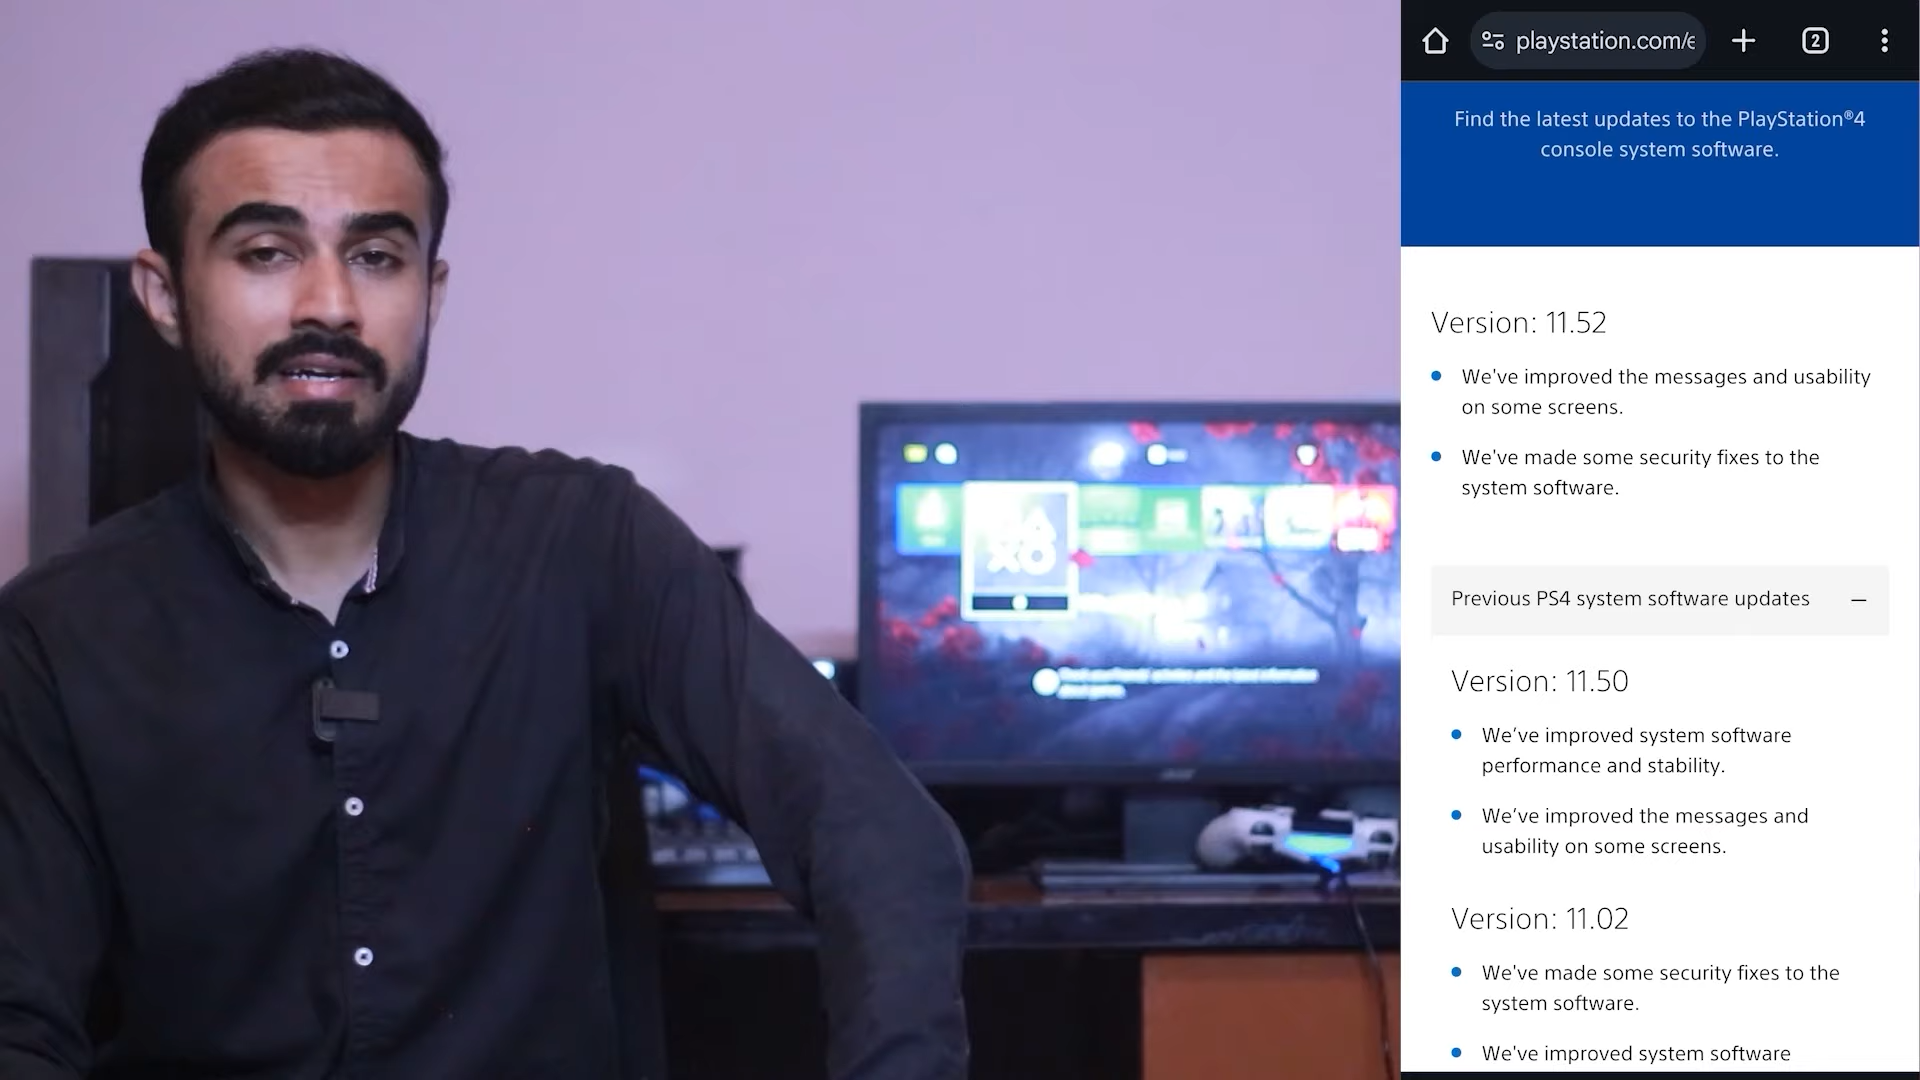 playstation.com/e
2
Find the latest updates to the PlayStation®4
console system software.
Version: 11.52
We've improved the messages and usability
on some screens.
We've made some security fixes to the
system software.
Previous PS4 system software updates
Version: 11.50
We've improved system software
performance and stability.
We've improved the messages and
usability on some screens.
Version: 11.02
We've made some security fixes to the
system software.
We've improved system software
acer